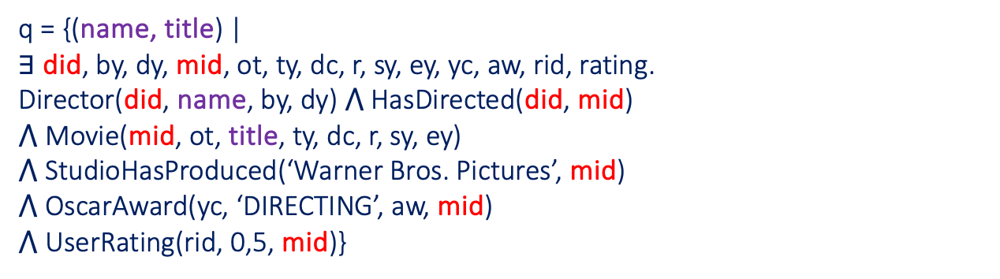 q = {(name, title) |
∃ did, by, dy, mid, ot, ty, dc, r, sy, ey, yc, aw, rid, rating.
Director(did, name, by, dy) Λ HasDirected(did, mid)
Λ Movie(mid, ot, title, ty, dc, r, sy, ey)
Λ StudioHasProduced(‘Warner Bros. Pictures’, mid)
Λ OscarAward(yc, ‘DIRECTING’, aw, mid)
Λ UserRating(rid, 0,5, mid)}